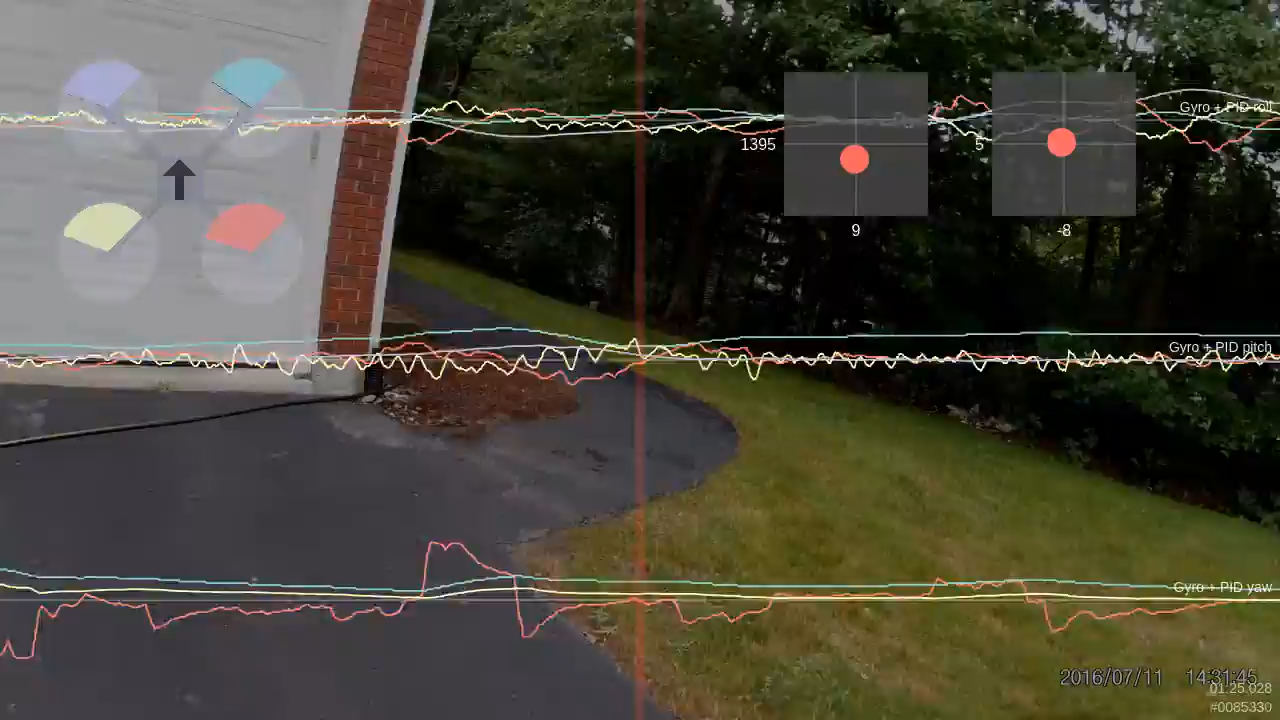 Gyro + PID roll
1395
5
9
-8
Gyro + PID pitch
Gyro + PID yaw
2016/07/11 14:31:45
01:25.028
#0085330